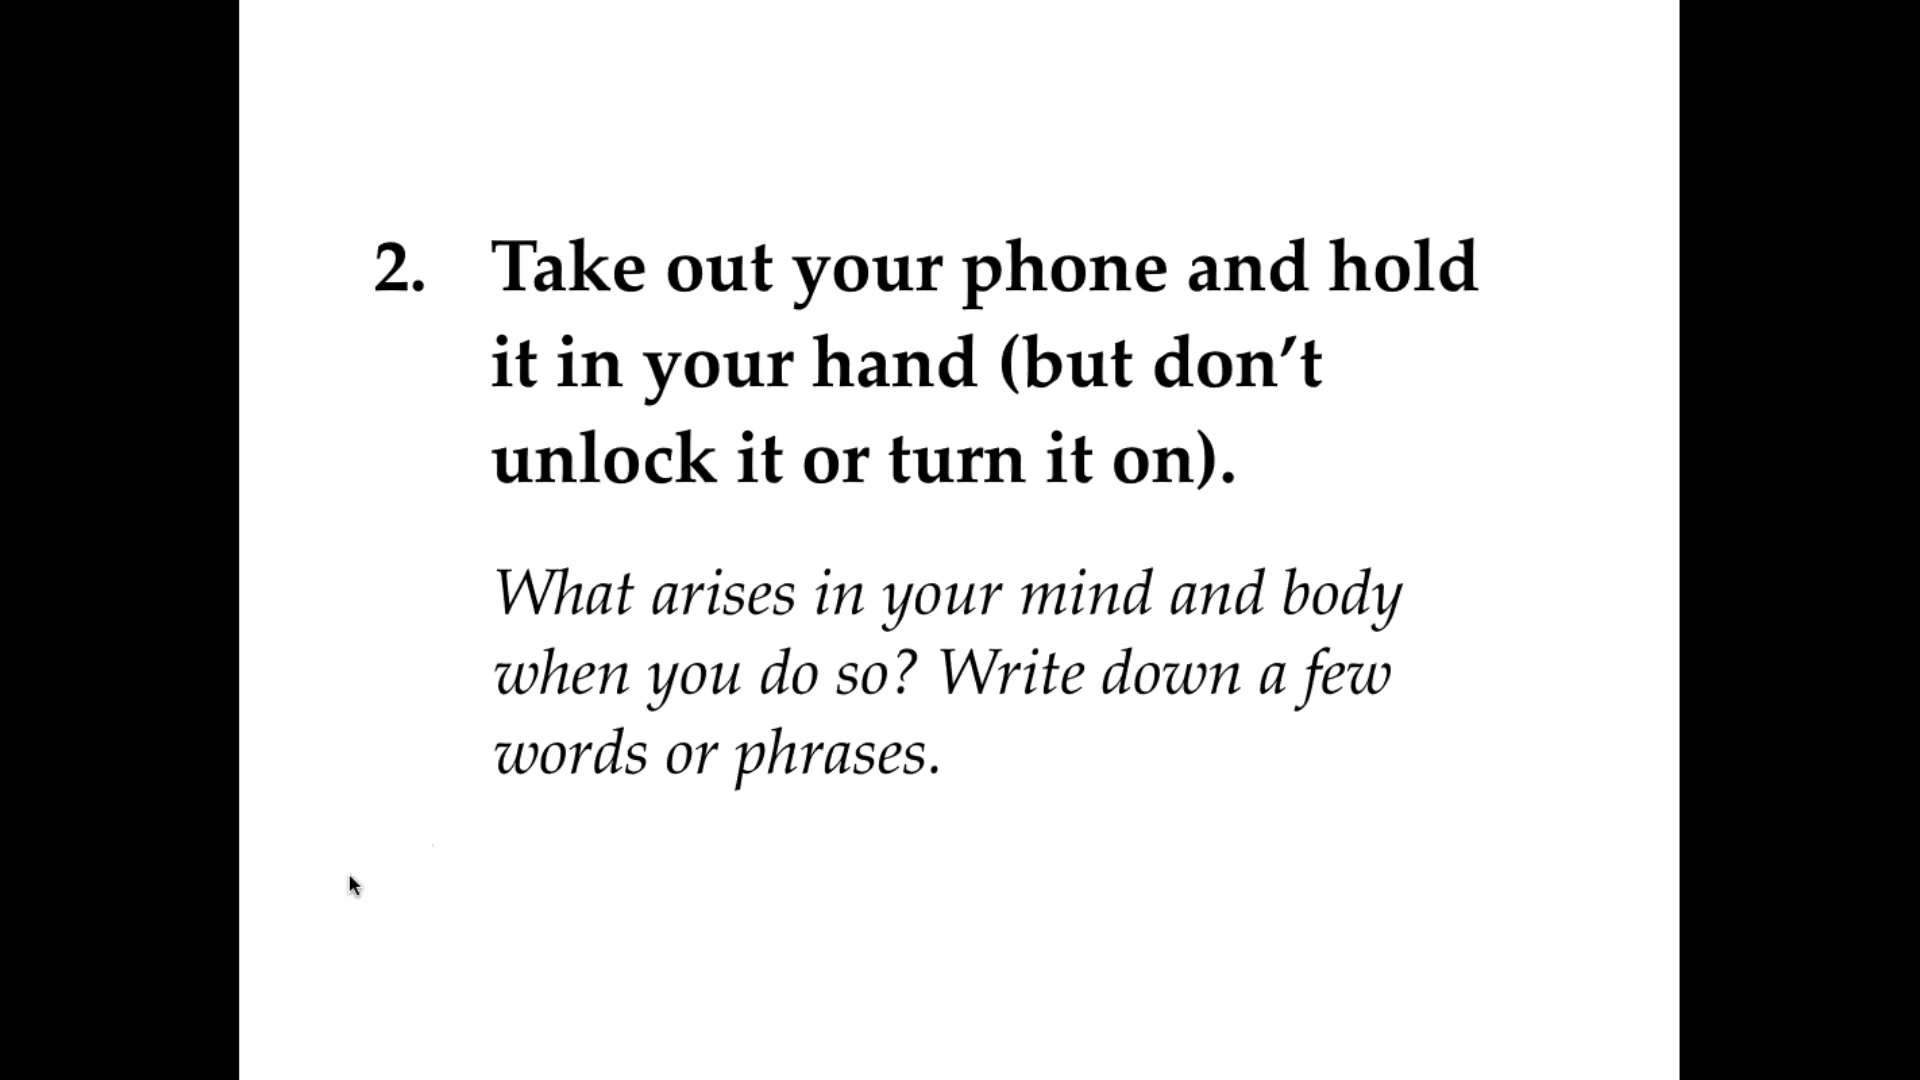 2. Take out your phone and hold
it in your hand (but don’t
unlock it or turn it on).
What arises in your mind and body
when you do so? Write down a few
words or phrases.